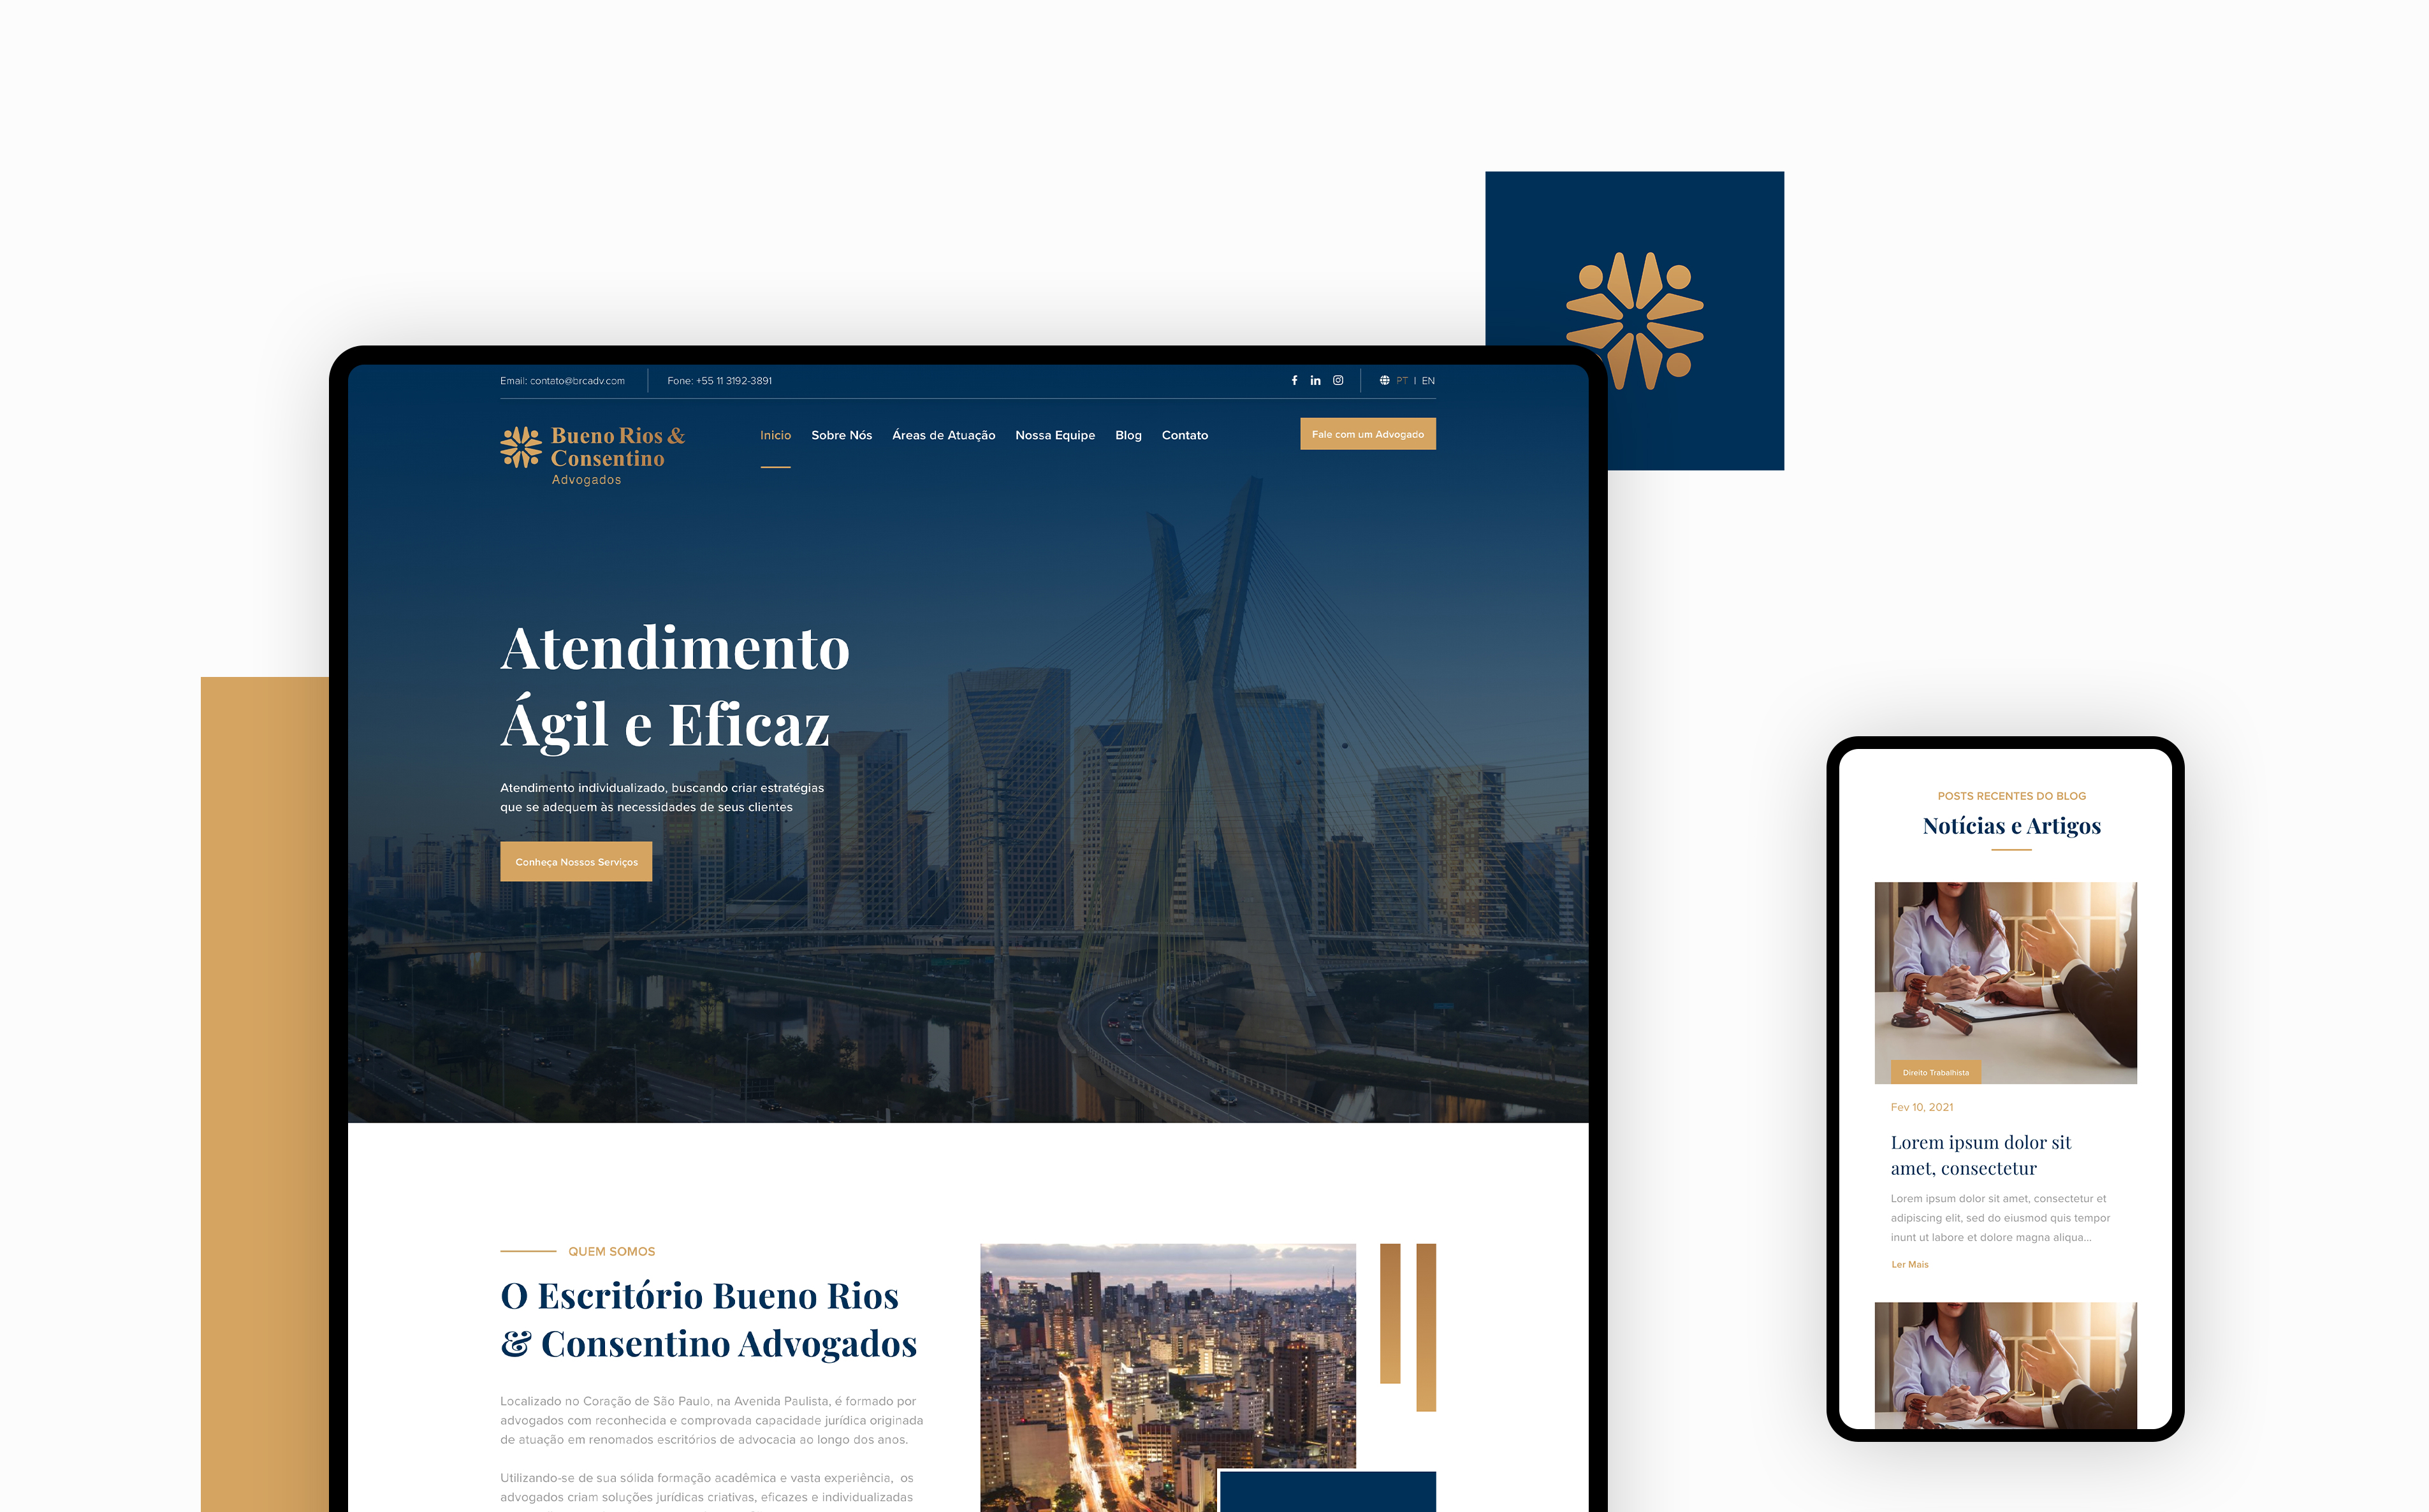 Email: contato@brcadv.com
Fone: +55 11 3192-3891
PT | EN
Bueno Rios &
Consentino
Advogados
Inicio
Sobre Nós
Áreas de Atuação
Nossa Equipe
Blog
Contato
Fale com um Advogado
Atendimento
Ágil e Eficaz
Atendimento individualizado, buscando criar estratégias
que se adequem às necessidades de seus clientes
Conheça Nossos Serviços
QUEM SOMOS
O Escritório Bueno Rios
& Consentino Advogados
Localizado no Coração de São Paulo, na Avenida Paulista, é formado por
advogados com reconhecida e comprovada capacidade jurídica originada
de atuação em renomados escritórios de advocacia ao longo dos anos.
Utilizando-se de sua sólida formação acadêmica e vasta experiência, os
advogados criam soluções jurídicas criativas, eficazes e individualizadas
POSTS RECENTES DO BLOG
Notícias e Artigos
Direito Trabalhista
Fev 10, 2021
Lorem ipsum dolor sit
amet, consectetur
Lorem ipsum dolor sit amet, consectetur et
adipiscing elit, sed do eiusmod quis tempor
inunt ut labore et dolore magna aliqua...
Ler Mais